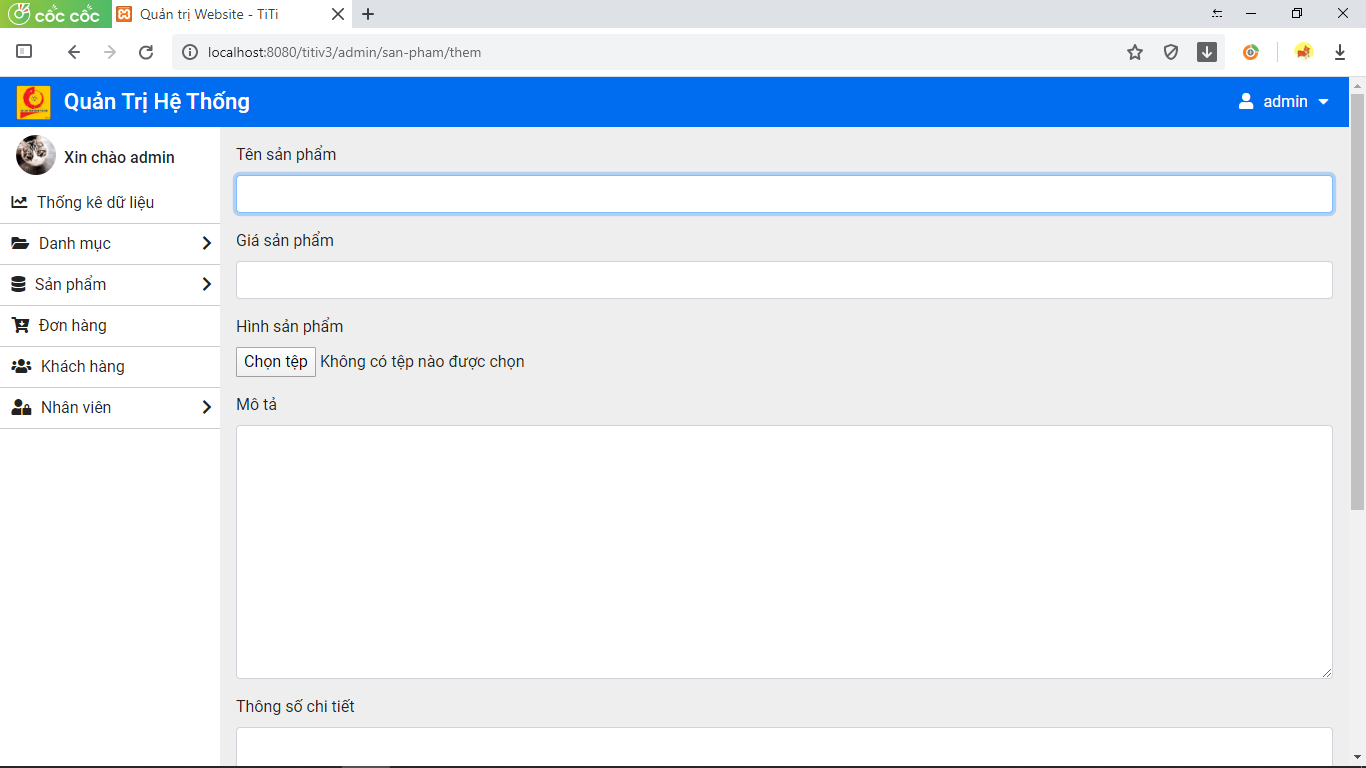 cốc cốc
Quản trị Website - TiTi
localhost:8080/titiv3/admin/san-pham/them
Quản Trị Hệ Thống
admin
Xin chào admin
Thống kê dữ liệu
Danh mục
Sản phẩm
Đơn hàng
Khách hàng
Nhân viên
Tên sản phẩm
Giá sản phẩm
Hình sản phẩm
Chọn tệp Không có tệp nào được chọn
Mô tả
Thông số chi tiết